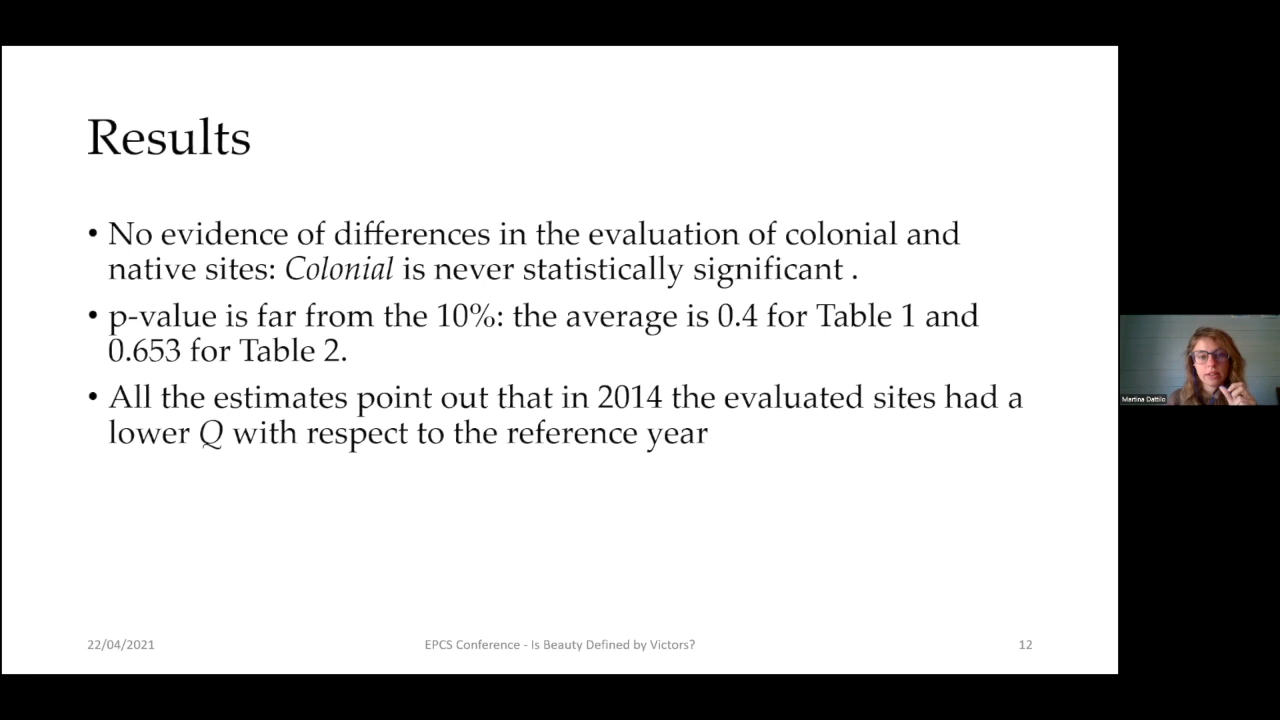 Results
• No evidence of differences in the evaluation of colonial and
native sites: Colonial is never statistically significant .
• p-value is far from the 10%: the average is 0.4 for Table 1 and
0.653 for Table 2.
• All the estimates point out that in 2014 the evaluated sites had a
lower Q with respect to the reference year
Martina Dattilo
22/04/2021
EPCS Conference - Is Beauty Defined by Victors?
12